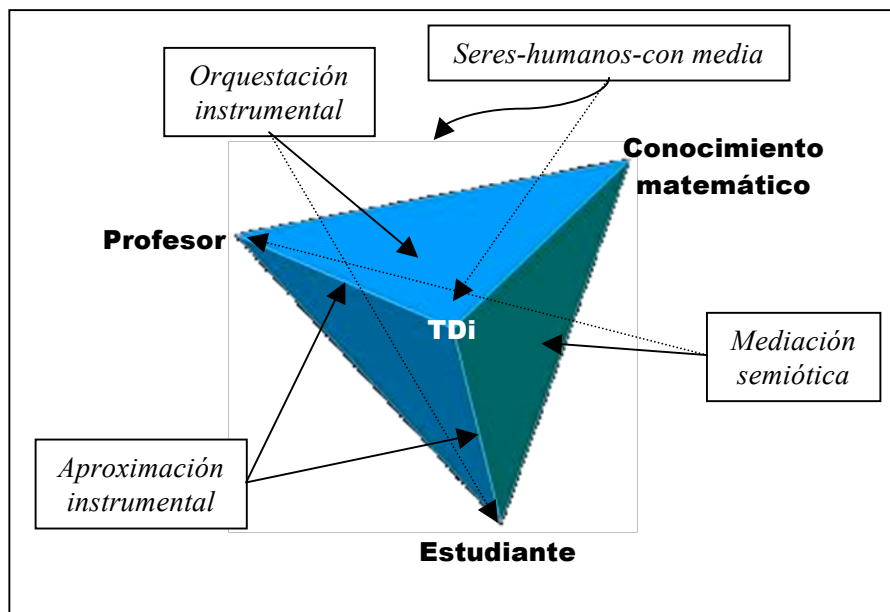 Orquestación
instrumental
Seres-humanos-con media
Conocimiento
matemático
Profesor
TDi
Mediación
semiótica
Aproximación
instrumental
Estudiante